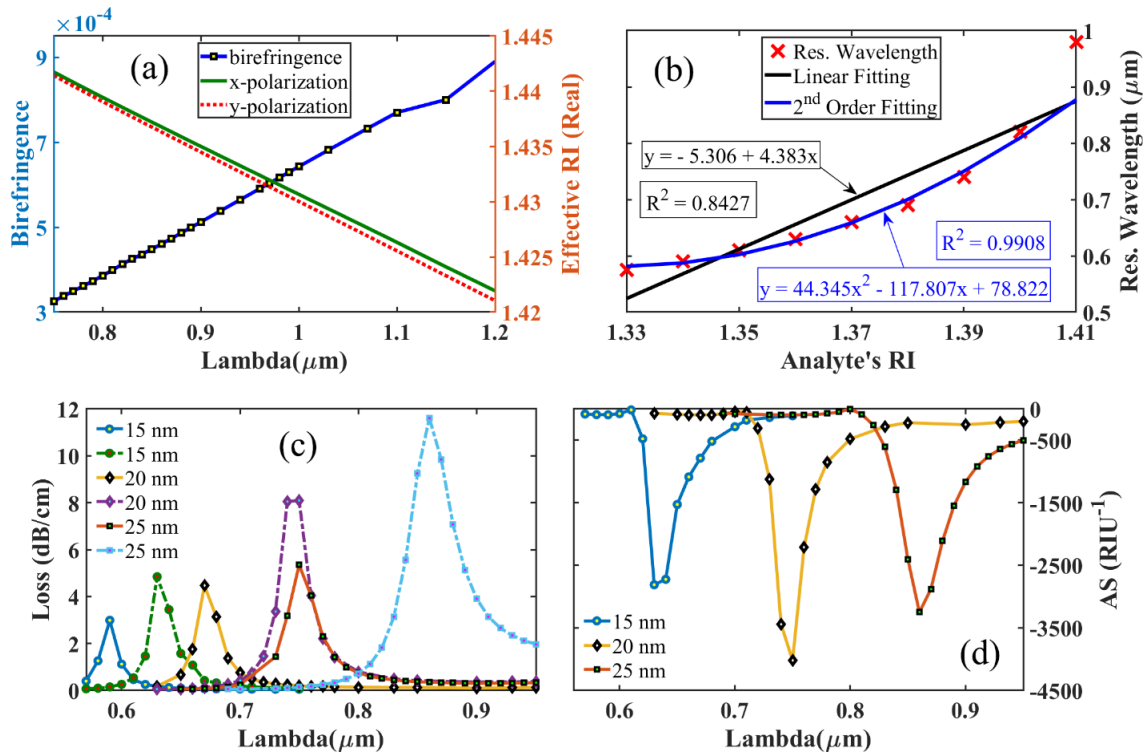 ×10⁻⁴
9
7.5
6
4.5
3
Birefringence
(a)
birefringence
x-polarization
y-polarization
1.445
1.44
1.435
1.43
1.425
1.42
Effective RI (Real)
0.8
0.9
1
1.1
1.2
Lambda(μm)
(b)
Res. Wavelength
Linear Fitting
2nd Order Fitting
y = - 5.306 + 4.383x
R² = 0.8427
R² = 0.9908
y = 44.345x² - 117.807x + 78.822
1
0.9
0.8
0.7
0.6
0.5
Res. Wavelength (μm)
1.33
1.35
1.37
1.39
1.41
Analyte's RI
12
10
8
6
4
2
0
Loss (dB/cm)
(c)
15 nm
15 nm
20 nm
20 nm
25 nm
25 nm
0.6
0.7
0.8
0.9
Lambda(μm)
0
-500
-1500
-2500
-3500
-4500
AS (RIU⁻¹)
15 nm
20 nm
25 nm
(d)
0.6
0.7
0.8
0.9
Lambda(μm)